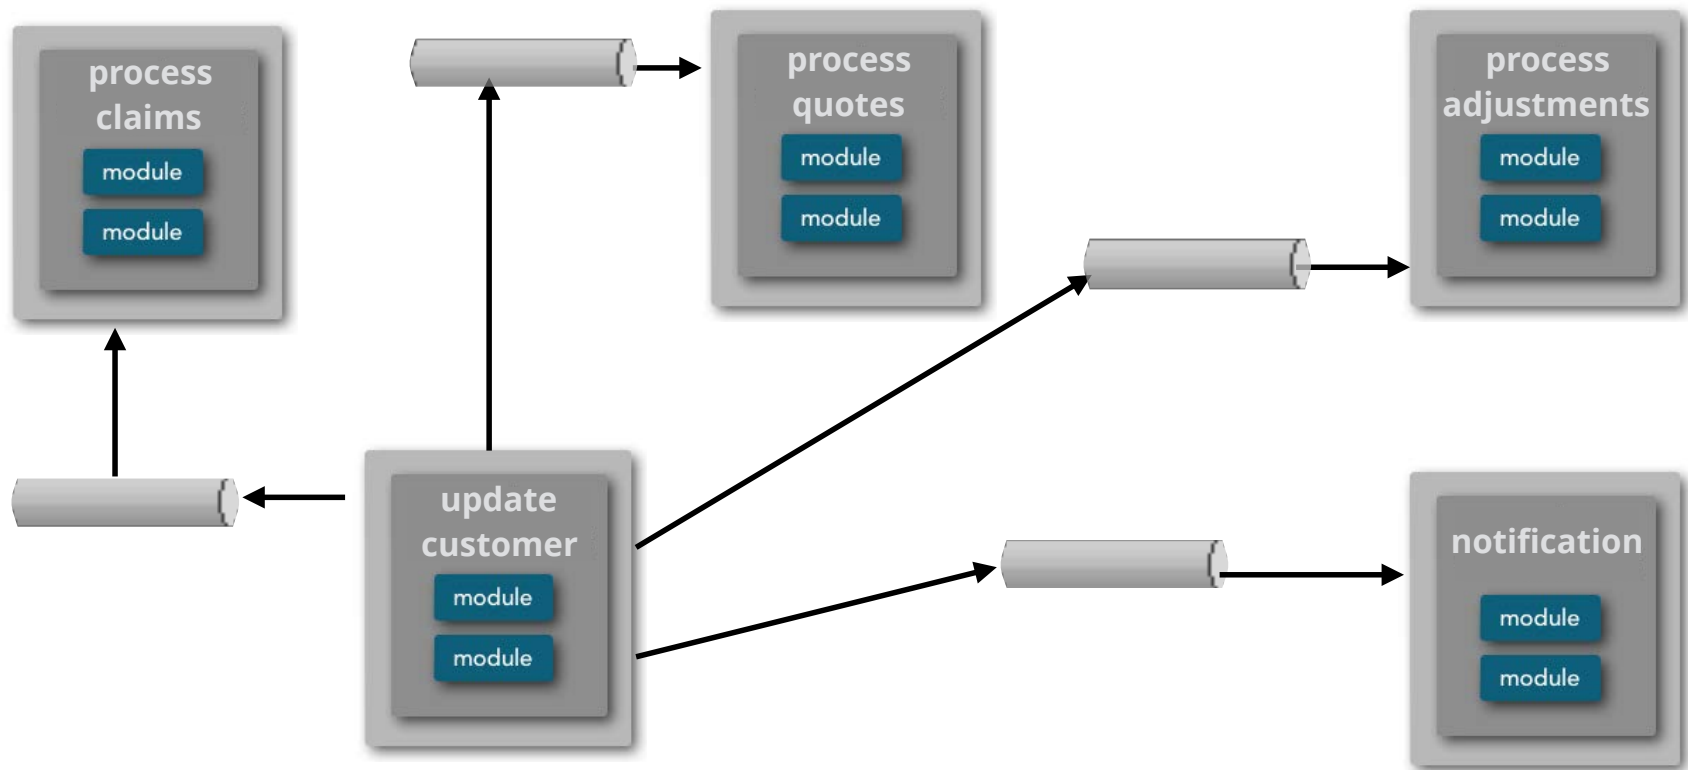 process
claims
module
module
process
quotes
module
module
process
adjustments
module
module
update
customer
module
module
notification
module
module